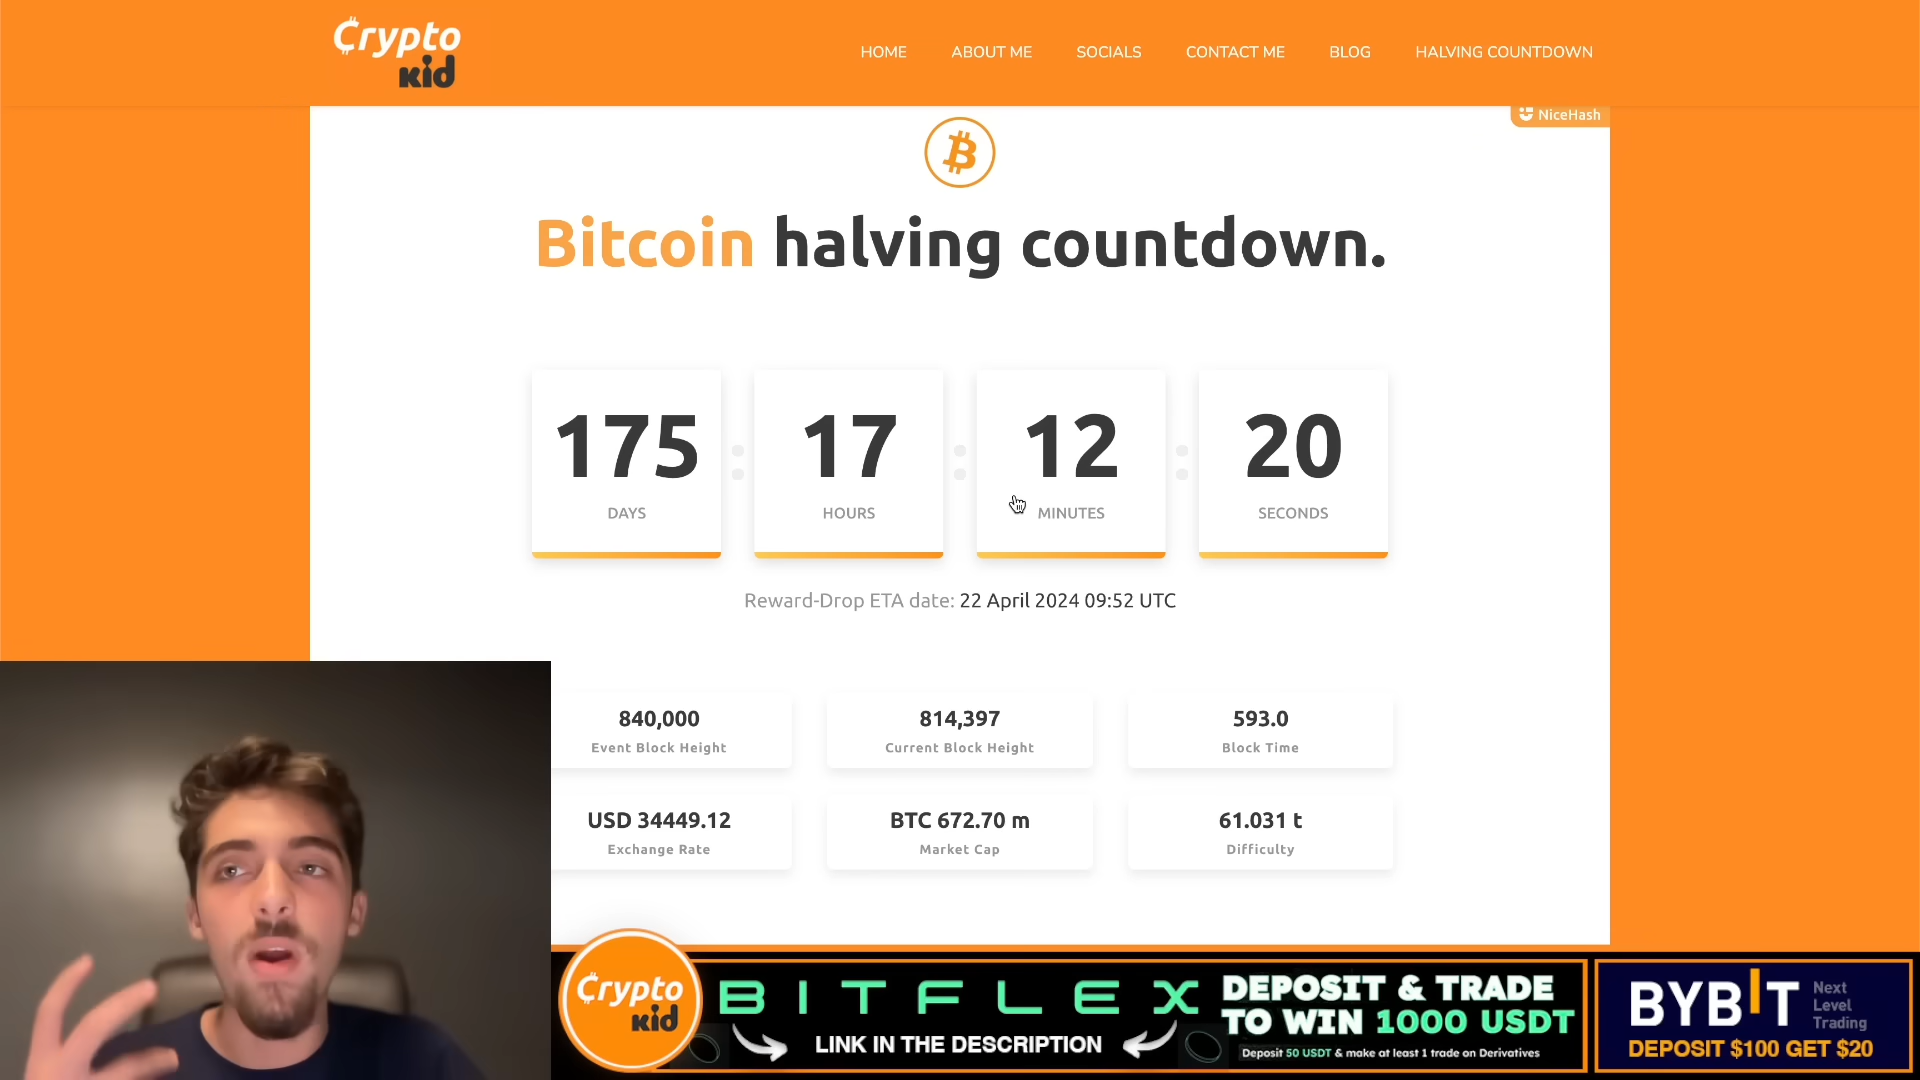 Crypto
kid
HOME ABOUT ME SOCIALS CONTACT ME BLOG HALVING COUNTDOWN
NiceHash
Bitcoin halving countdown.
175 : 17 : 12 : 20
DAYS HOURS MINUTES SECONDS
Reward-Drop ETA date: 22 April 2024 09:52 UTC
840,000 814,397 593.0
Event Block Height Current Block Height Block Time
USD 34449.12 BTC 672.70 m 61.031 t
Exchange Rate Market Cap Difficulty
Crypto
kid
BITFLEX
LINK IN THE DESCRIPTION
DEPOSIT & TRADE
TO WIN 1000 USDT
Deposit 50 USDT & make at least 1 trade on Derivatives
BYBIT
Next
Level
Trading
DEPOSIT $100 GET $20